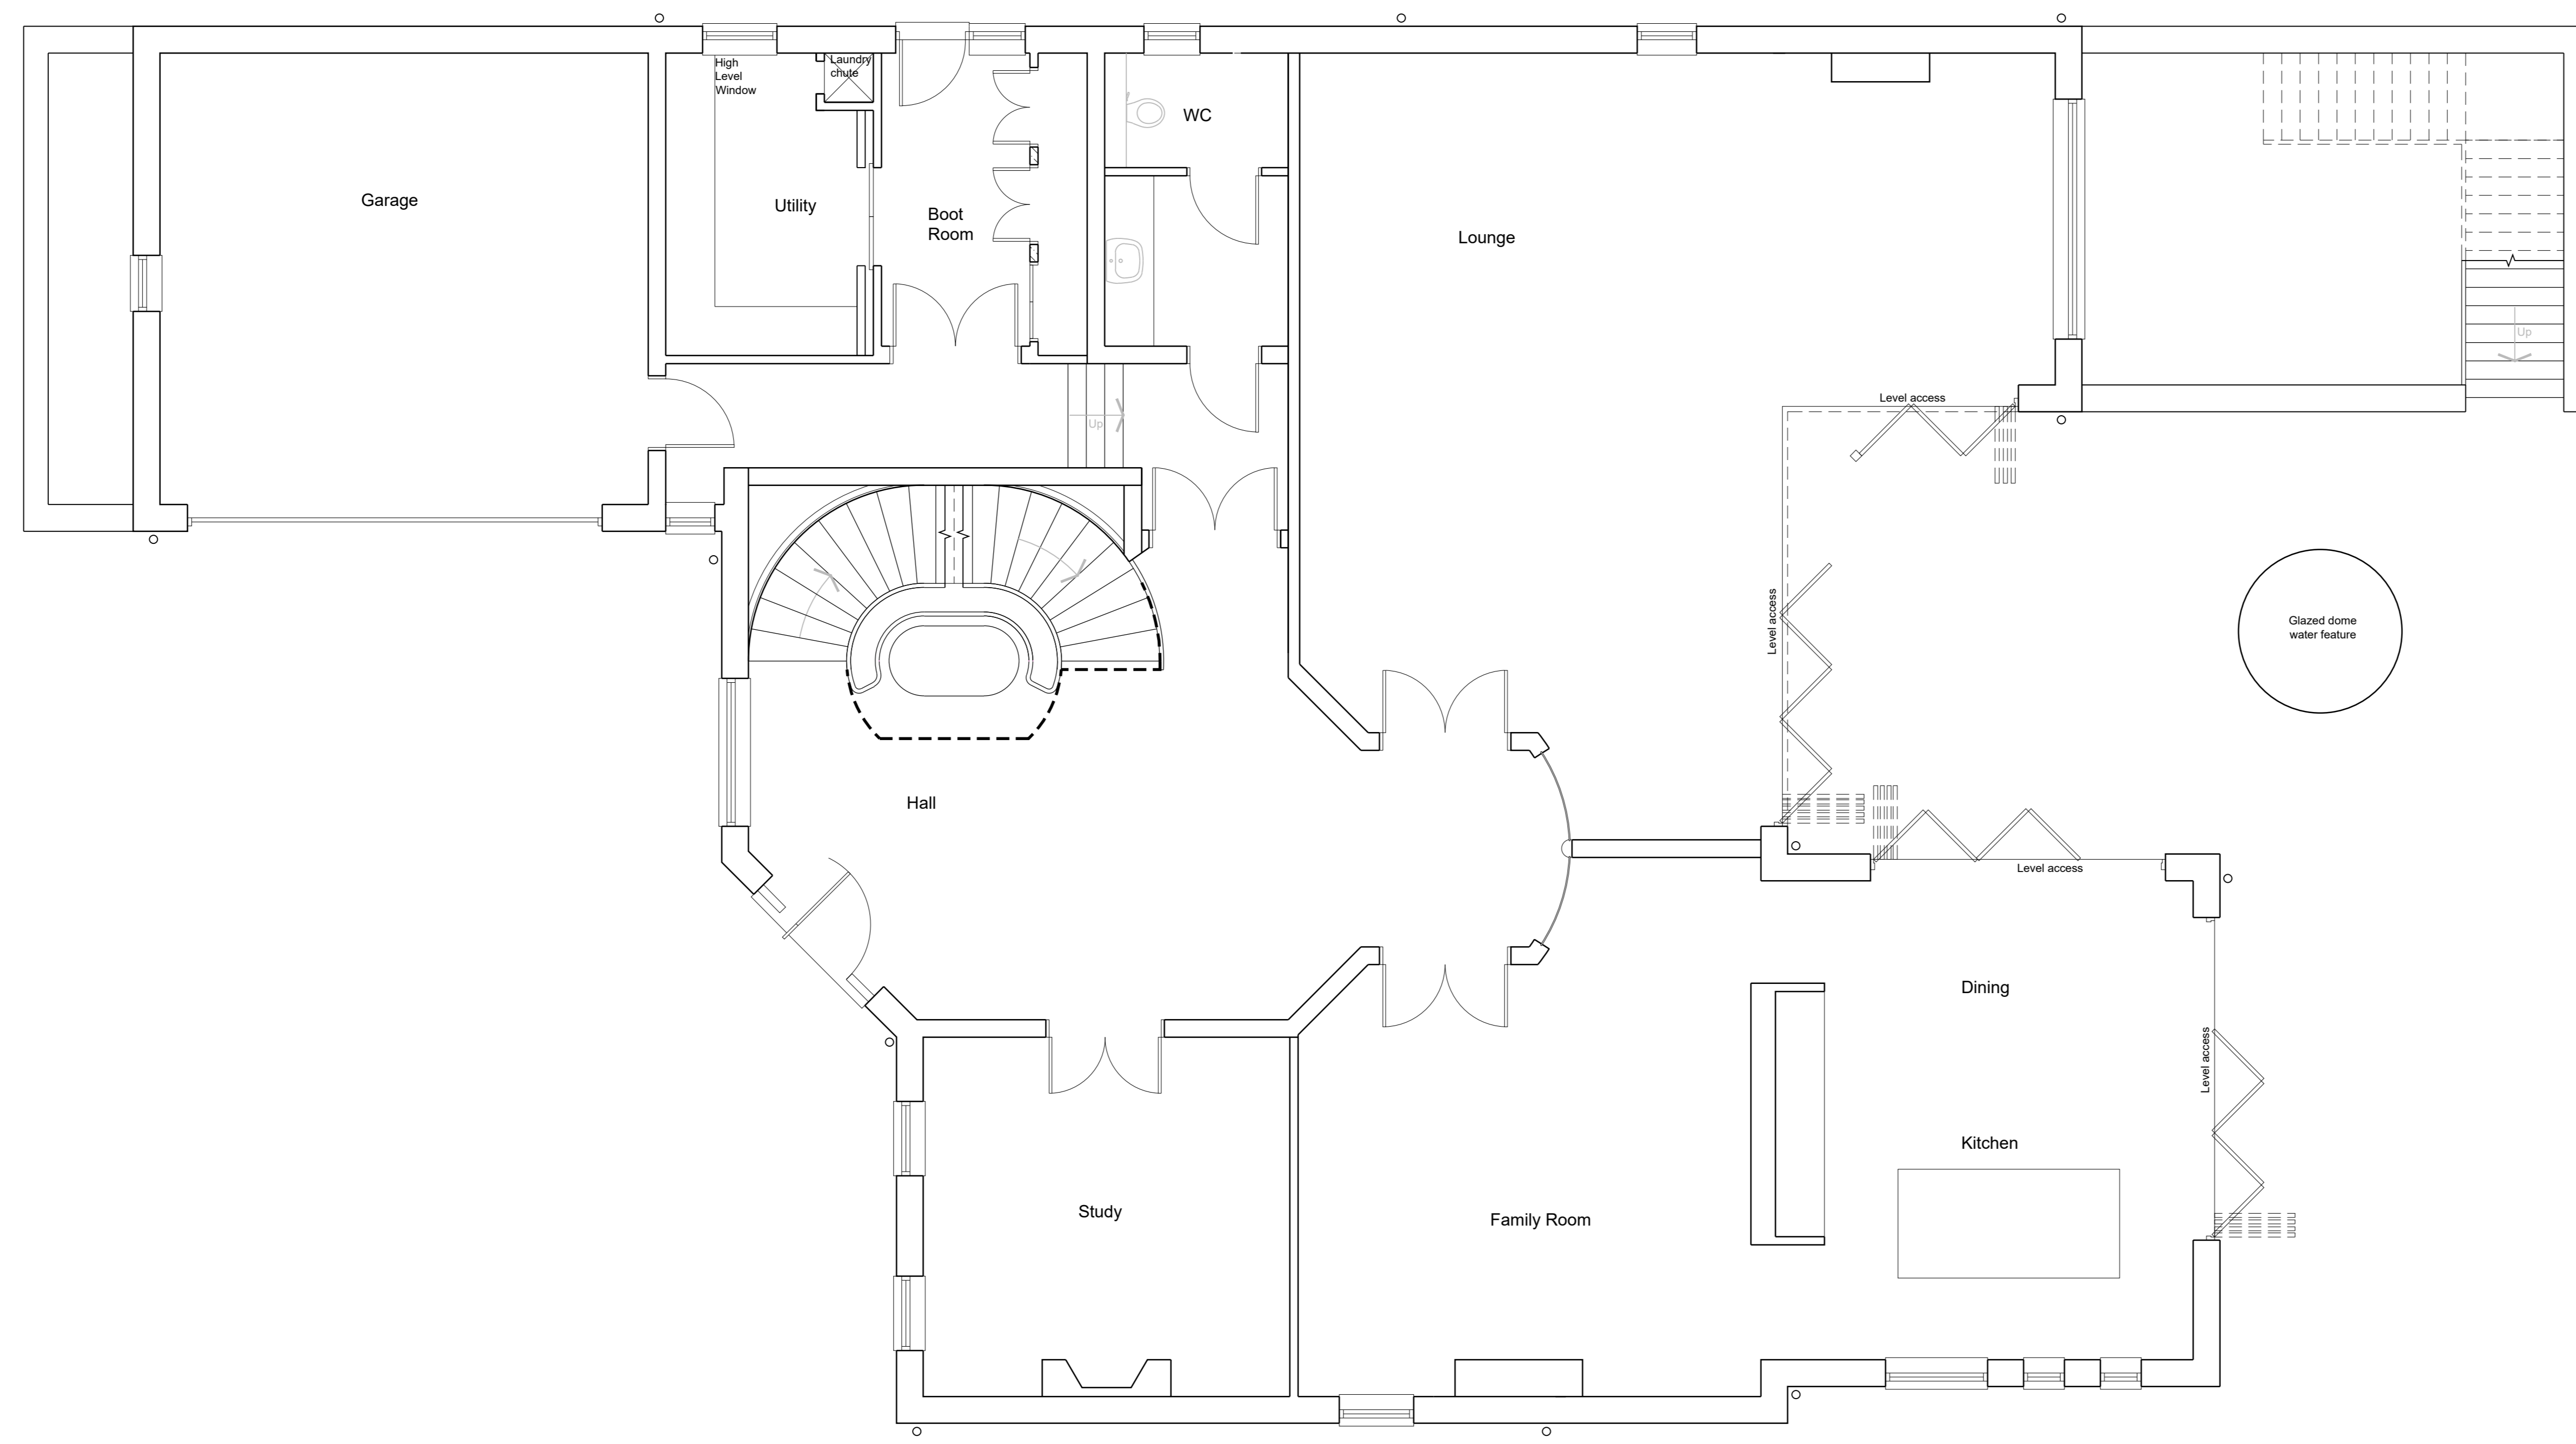 High
Level
Window
Laundry
chute
WC
Garage
Utility
Boot
Room
Lounge
Up
Level access
Up
Level access
Glazed dome
water feature
Hall
Level access
Dining
Level access
Kitchen
Study
Family Room